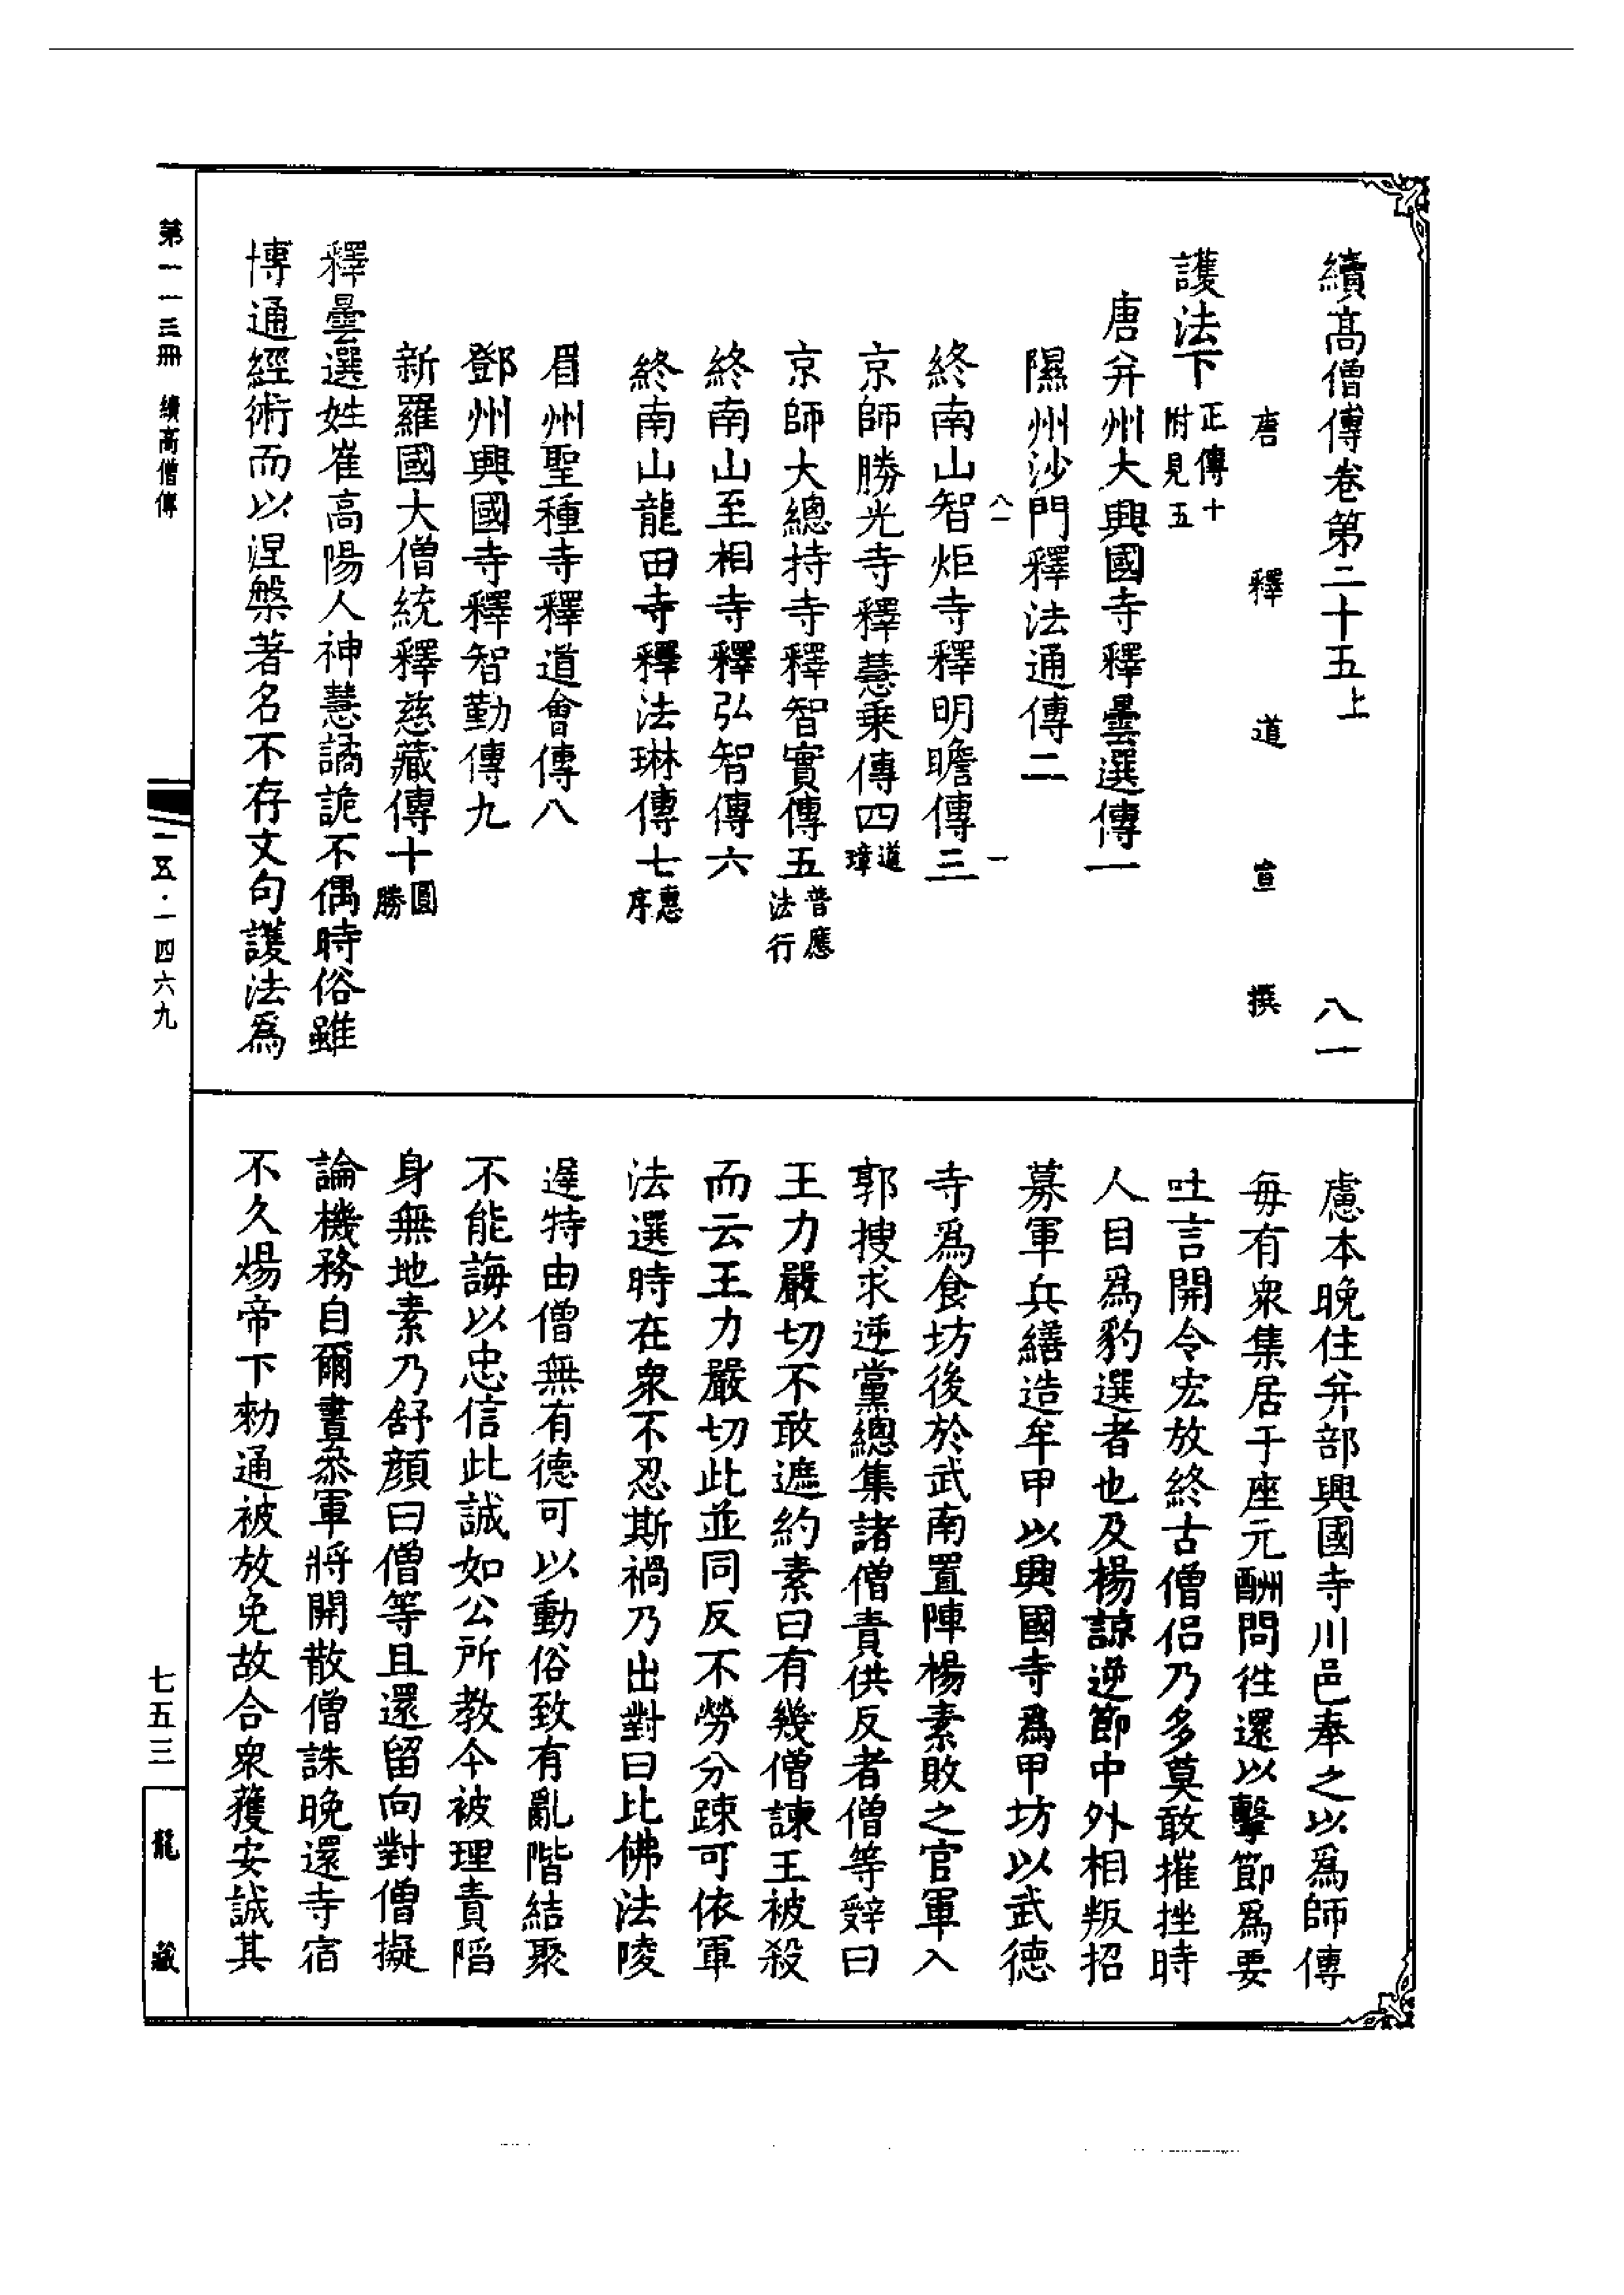 續高僧傳卷第二十五上　八一
唐釋道宣撰
護法下正傳十附見五
唐并州大興國寺釋曇選傳一
隰州沙門釋法通傳二
八一　一
終南山智炬寺釋明瞻傳三
京師勝光寺釋慧乘傳四道璋
京師大總持寺釋智實傳五普應法行
終南山至相寺釋弘智傳六
終南山龍田寺釋法琳傳七惠序
眉州聖種寺釋道會傳八
鄧州興國寺釋智勤傳九
新羅國大僧統釋慈藏傳十圓勝
釋曇選姓崔高陽人神慧譎詭不偶時俗雖
博通經術而以涅槃著名不存文句護法爲
慮本晚住并部興國寺川邑奉之以爲師傅
每有衆集居于座元酬問往還以擊節爲要
吐言開令宏放終古僧侶乃多莫敢摧挫時
人目爲豹選者也及楊諒逆節中外相叛招
募軍兵繕造牟甲以興國寺爲甲坊以武德
寺爲食坊後於武南置陣楊素敗之官軍入
郭搜求逆黨總集諸僧責供反者僧等辤曰
王力嚴切不敢遮約素曰有幾僧諫王被殺
而云王力嚴切此並同反不勞分踈可依軍
法選時在衆不忍斯禍乃出對曰比佛法陵
遲特由僧無有德可以動俗致有亂階結聚
不能誨以忠信此誠如公所教今被理責陷
身無地素乃舒顔曰僧等且還留向對僧擬
論機務自爾晝叅軍將開散僧誅晚還寺宿
不久煬帝下勑通被放免故合衆獲安誠其
第一一三冊　續高僧傳
一五·一四六九
七五三
龍藏